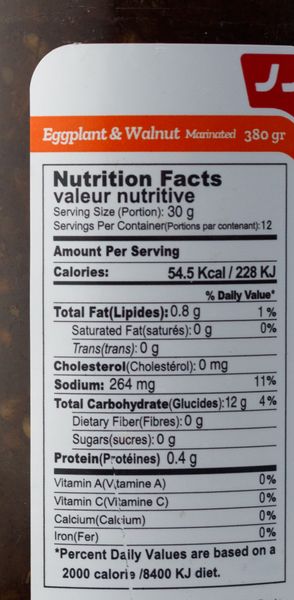 Eggplant & Walnut Marinated 380 gr
Nutrition Facts
valeur nutritive
Serving Size (Portion): 30 g
Servings Per Container(Portions par contenant):12
Amount Per Serving
Calories: 54.5 Kcal / 228 KJ
% Daily Value*
Total Fat(Lipides): 0.8 g 1%
Saturated Fat(saturés): 0 g 0%
Trans(trans): 0 g
Cholesterol(Cholestérol): 0 mg
Sodium: 264 mg 11%
Total Carbohydrate(Glucides):12 g 4%
Dietary Fiber(Fibres): 0 g
Sugars(sucres): 0 g
Protein(Protéines) 0.4 g
Vitamin A(Vitamine A) 0%
Vitamin C(Vitamine C) 0%
Calcium(Calcium) 0%
Iron(Fer) 0%
*Percent Daily Values are based on a
2000 calorie /8400 KJ diet.